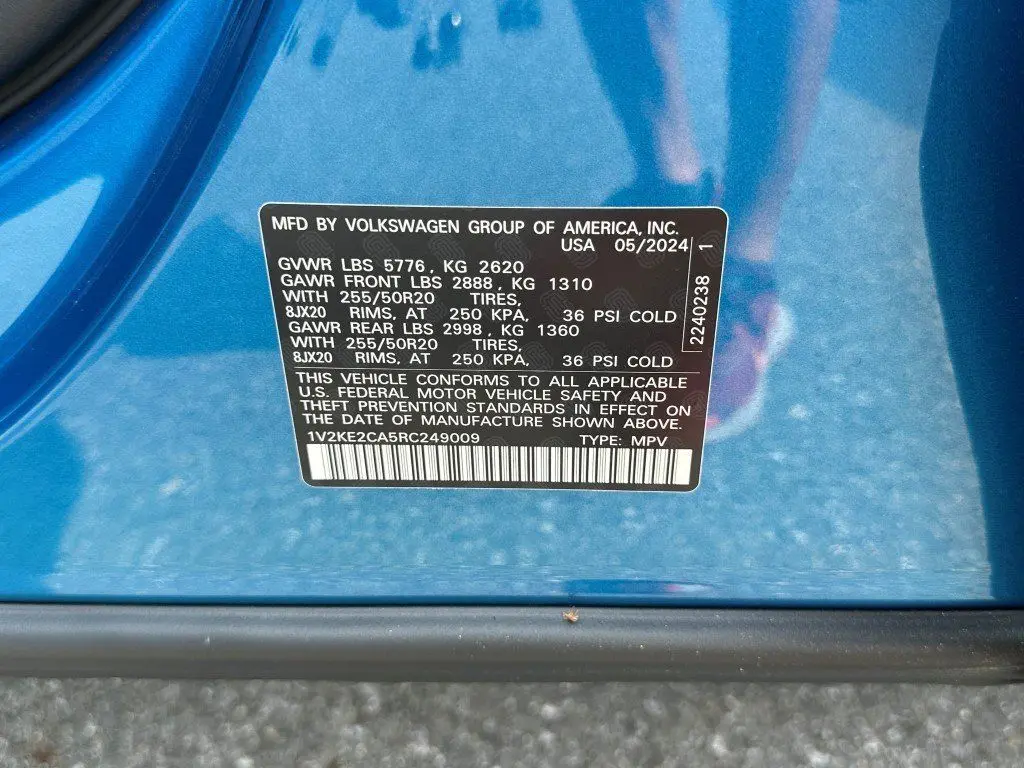 MFD BY VOLKSWAGEN GROUP OF AMERICA, INC.
USA 05/2024
GVWR LBS 5776, KG 2620
GAWR FRONT LBS 2888, KG 1310
WITH 255/50R20 TIRES,
8JX20 RIMS, AT 250 KPA, 36 PSI COLD
GAWR REAR LBS 2998, KG 1360
WITH 255/50R20 TIRES,
8JX20 RIMS, AT 250 KPA, 36 PSI COLD
THIS VEHICLE CONFORMS TO ALL APPLICABLE
U.S. FEDERAL MOTOR VEHICLE SAFETY AND
THEFT PREVENTION STANDARDS IN EFFECT ON
THE DATE OF MANUFACTURE SHOWN ABOVE.
1V2KE2CA5RC249009 TYPE: MPV
2240238 1